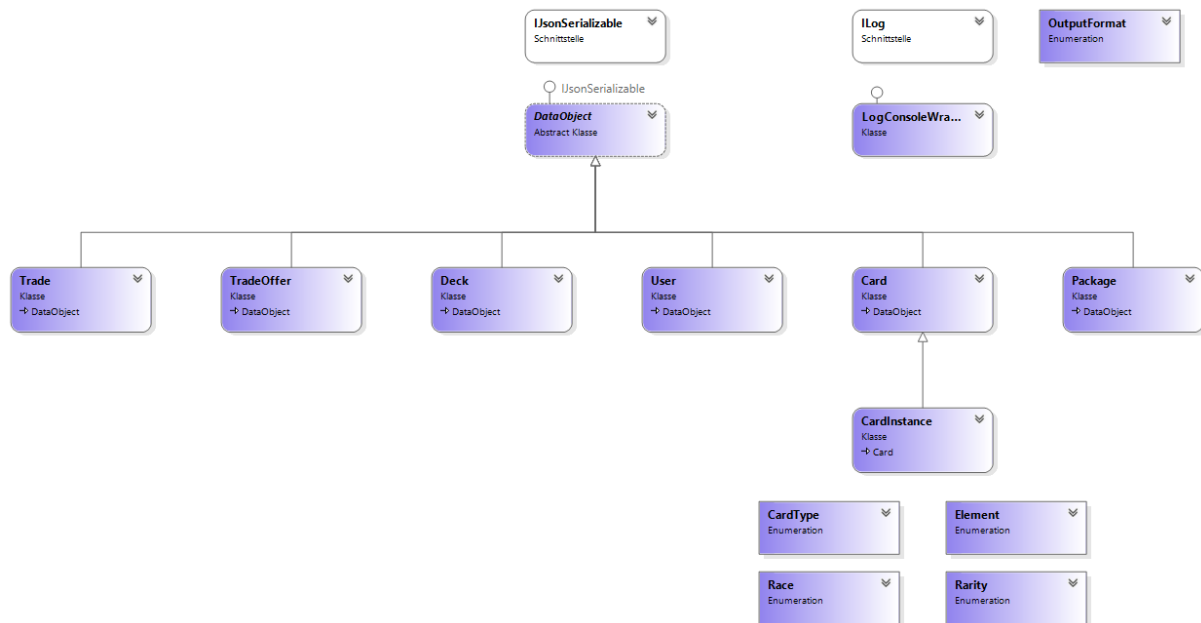 IJsonSerializable
Schnittstelle
ILog
Schnittstelle
OutputFormat
Enumeration
IJsonSerializable
DataObject
Abstract Klasse
LogConsoleWra...
Klasse
Trade
Klasse
DataObject
TradeOffer
Klasse
DataObject
Deck
Klasse
DataObject
User
Klasse
DataObject
Card
Klasse
DataObject
Package
Klasse
DataObject
CardInstance
Klasse
Card
CardType
Enumeration
Element
Enumeration
Race
Enumeration
Rarity
Enumeration